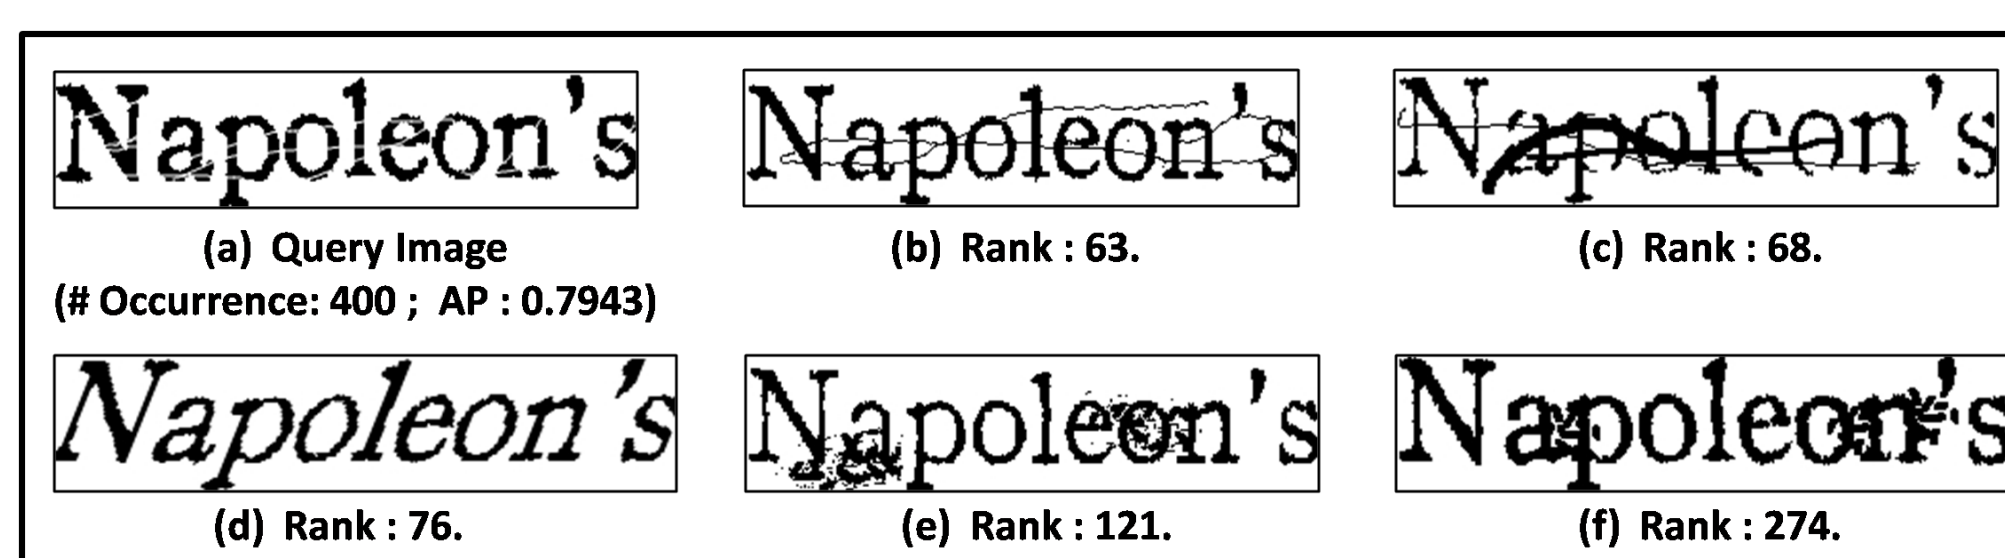 Napoleon's Napoleon's Napoleon's
(a) Query Image (b) Rank : 63. (c) Rank : 68.
(# Occurrence: 400 ; AP : 0.7943)
Napoleon's Napoleon's Napoleon's
(d) Rank : 76. (e) Rank : 121. (f) Rank : 274.